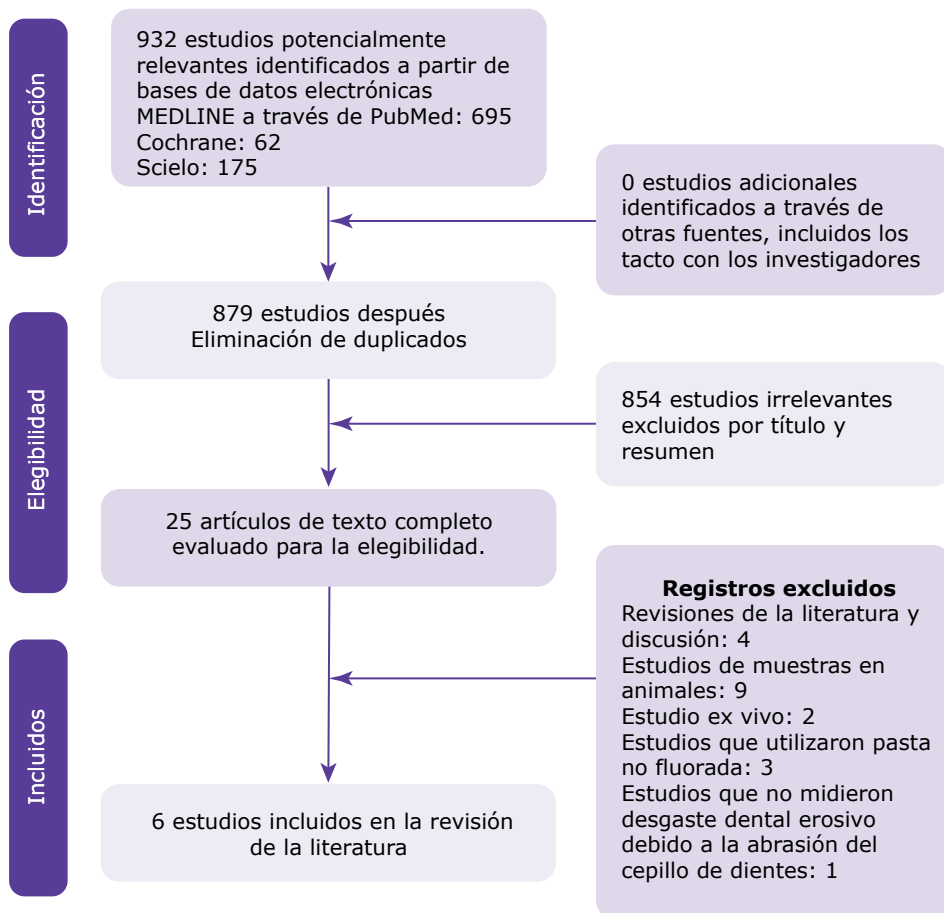 Identificación
932 estudios potencialmente
relevantes identificados a partir de
bases de datos electrónicas
MEDLINE a través de PubMed: 695
Cochrane: 62
Scielo: 175
0 estudios adicionales
identificados a través de
otras fuentes, incluidos los
tacto con los investigadores
Elegibilidad
879 estudios después
Eliminación de duplicados
854 estudios irrelevantes
excluidos por título y
resumen
25 artículos de texto completo
evaluado para la elegibilidad.
Incluidos
Registros excluidos
Revisiones de la literatura y
discusión: 4
Estudios de muestras en
animales: 9
Estudio ex vivo: 2
Estudios que utilizaron pasta
no fluorada: 3
Estudios que no midieron
desgaste dental erosivo
debido a la abrasión del
cepillo de dientes: 1
6 estudios incluidos en la revisión
de la literatura